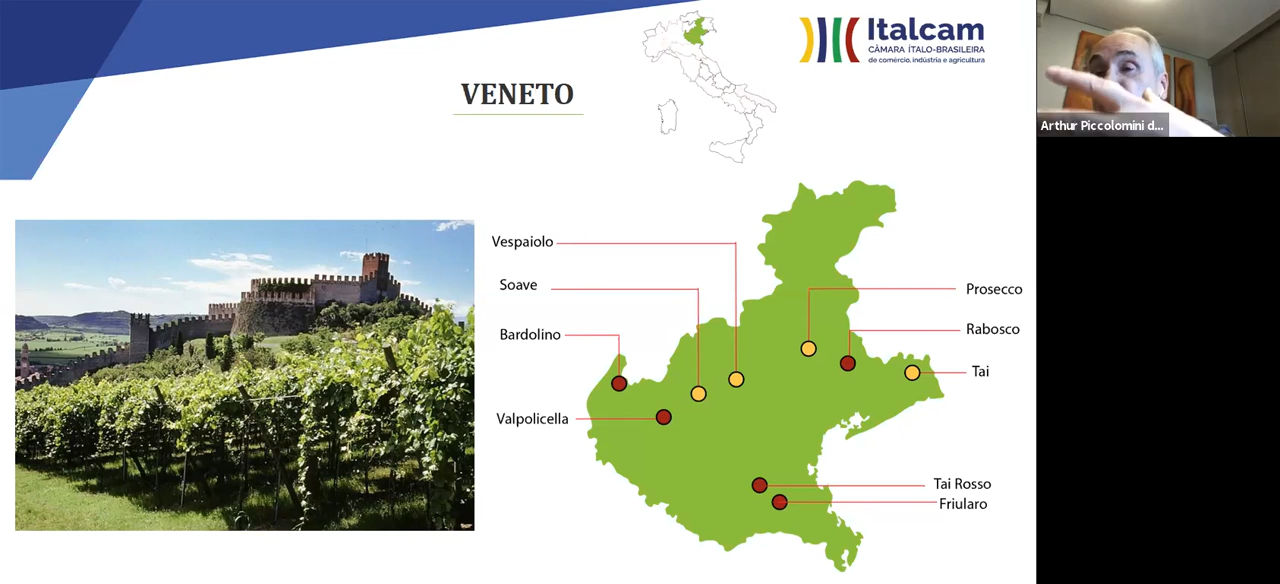 VENETO
Italcam
CÂMARA ÍTALO-BRASILEIRA
de comércio, indústria e agricultura
Arthur Piccolomini d...
Vespaiolo
Soave
Bardolino
Valpolicella
Prosecco
Rabosco
Tai
Tai Rosso
Friularo